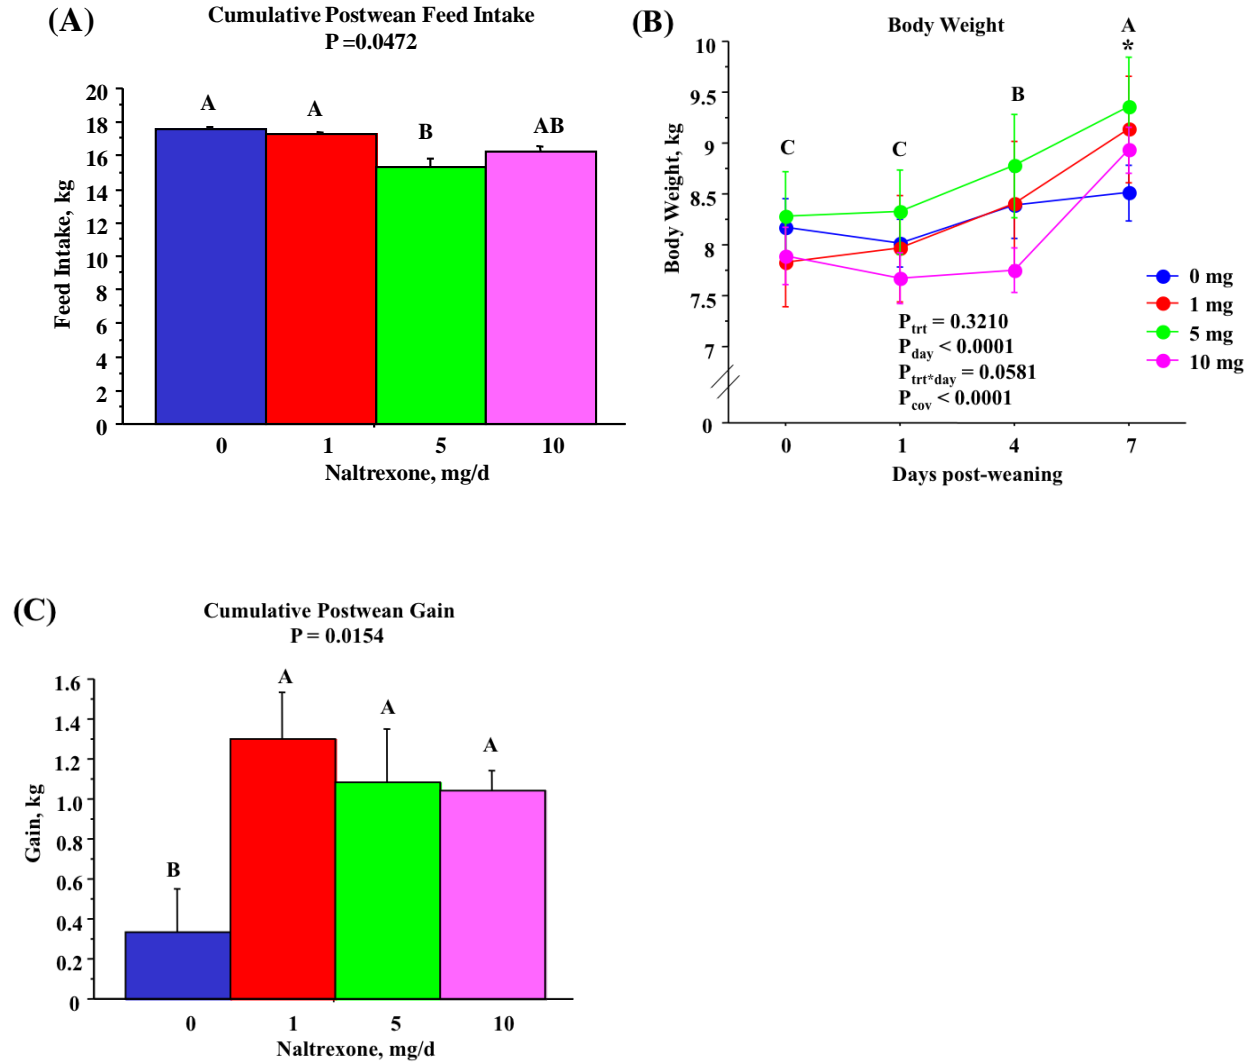 (A)
Cumulative Postwean Feed Intake
P =0.0472
20
18
16
14
12
10
8
6
4
2
0
Feed Intake, kg
A
A
B
AB
0 1 5 10
Naltrexone, mg/d
(B)
Body Weight
10
9.5
9
8.5
8
7.5
7
0
Body Weight, kg
C
C
B
A
*
0 mg
1 mg
5 mg
10 mg
Ptrt = 0.3210
Pday < 0.0001
Ptrt*day = 0.0581
Pcov < 0.0001
0 1 4 7
Days post-weaning
(C)
Cumulative Postwean Gain
P = 0.0154
1.6
1.4
1.2
1.0
0.8
0.6
0.4
0.2
0
Gain, kg
B
A
A
A
0 1 5 10
Naltrexone, mg/d